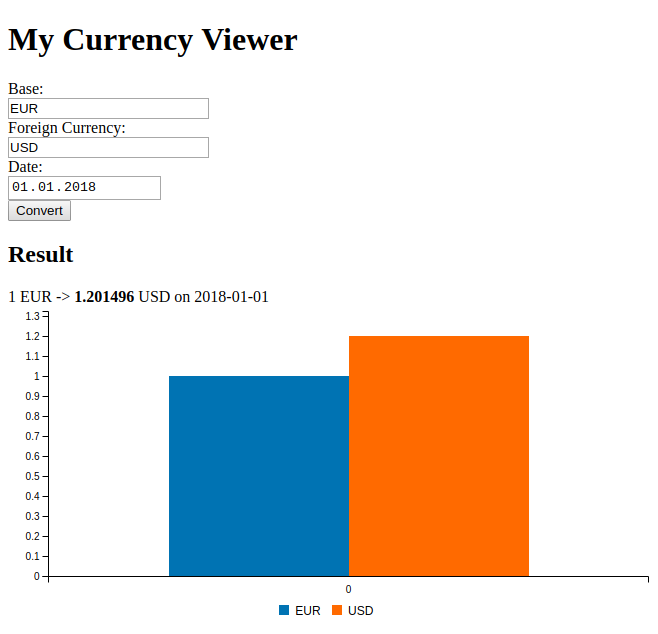 My Currency Viewer
Base:
EUR
Foreign Currency:
USD
Date:
01.01.2018
Convert
Result
1 EUR -> 1.201496 USD on 2018-01-01
1.3
1.2
1.1
1
0.9
0.8
0.7
0.6
0.5
0.4
0.3
0.2
0.1
0
0
EUR USD